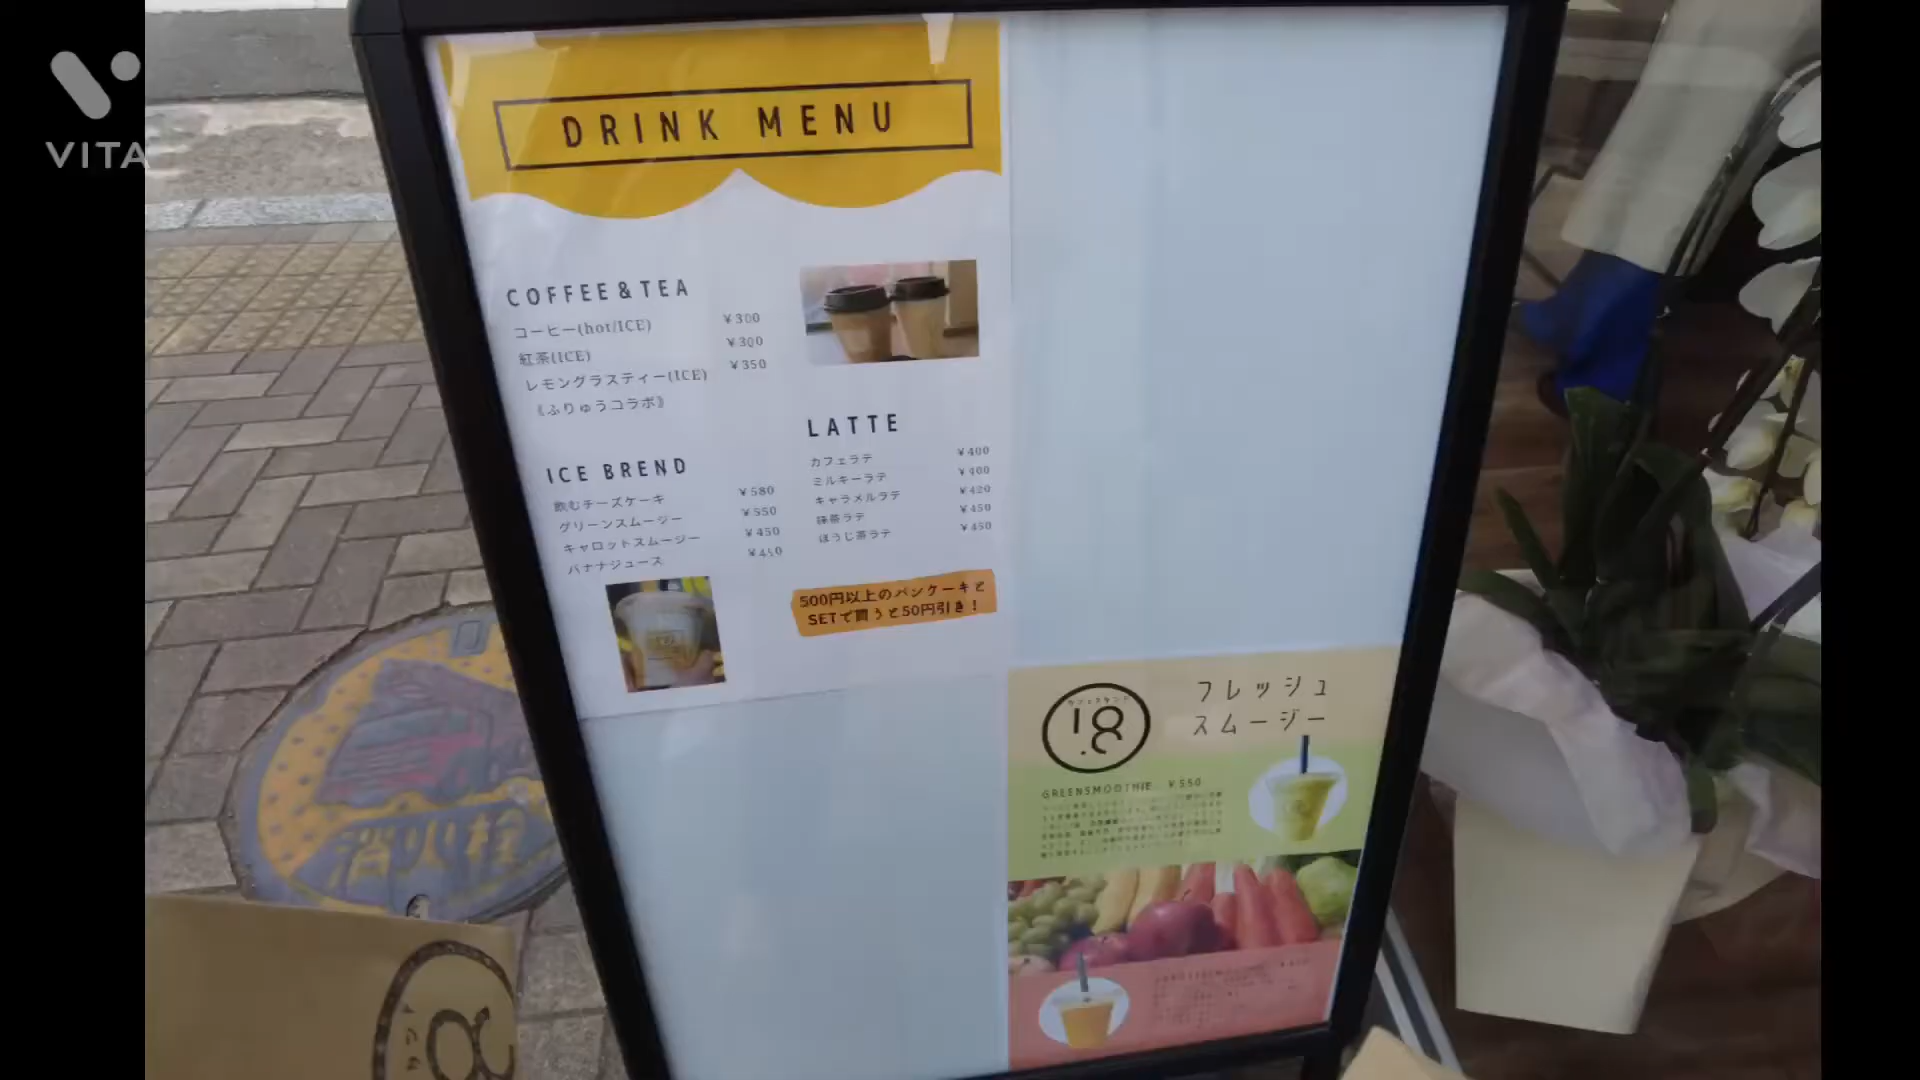 VITA
DRINK MENU
COFFEE&TEA
コーヒー(hot/ICE) ¥300
紅茶(ICE) ¥300
レモングラスティー(ICE) ¥350
《ふりゅうコラボ》
ICE BREND
飲むチーズケーキ ¥580
グリーンスムージー ¥550
キャロットスムージー ¥450
バナナジュース ¥450
LATTE
カフェラテ ¥400
ミルキーラテ ¥400
キャラメルラテ ¥420
抹茶ラテ ¥450
ほうじ茶ラテ ¥450
500円以上のパンケーキと
SETで買うと50円引き！
フレッシュ
スムージー
GREENSMOOTHIE ¥550
消火栓